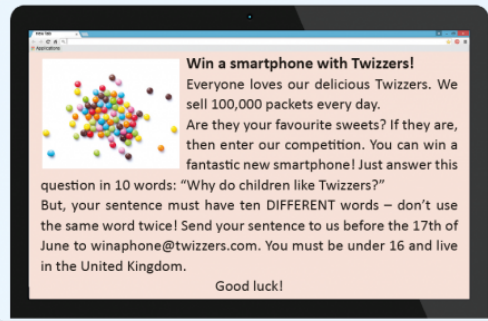 New Tab
Applications
Win a smartphone with Twizzers!
Everyone loves our delicious Twizzers. We
sell 100,000 packets every day.
Are they your favourite sweets? If they are,
then enter our competition. You can win a
fantastic new smartphone! Just answer this
question in 10 words: “Why do children like Twizzers?”
But, your sentence must have ten DIFFERENT words – don’t use
the same word twice! Send your sentence to us before the 17th of
June to winaphone@twizzers.com. You must be under 16 and live
in the United Kingdom.
Good luck!